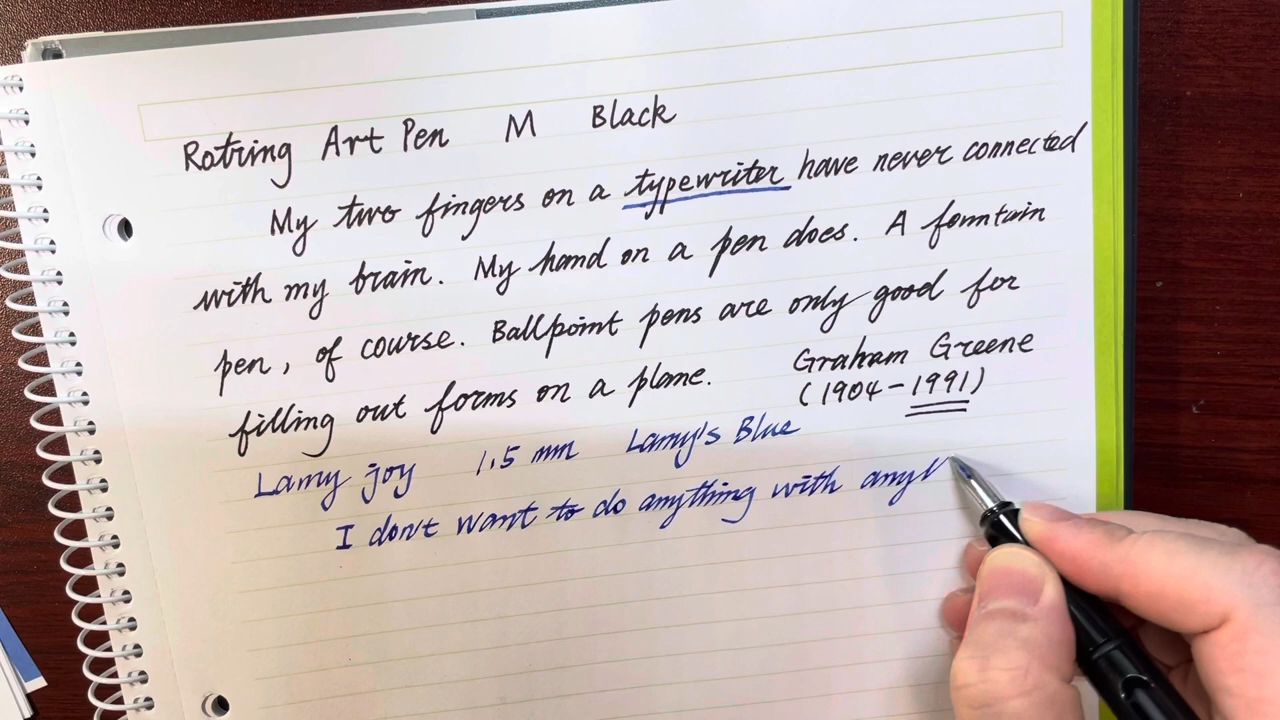 Rotring Art Pen M Black
My two fingers on a typewriter have never connected
with my brain. My hand on a pen does. A fountain
pen, of course. Ballpoint pens are only good for
filling out forms on a plane. Graham Greene
(1904-1991)
Lamy joy 1.5 mm Lamy's Blue
I don't want to do anything with